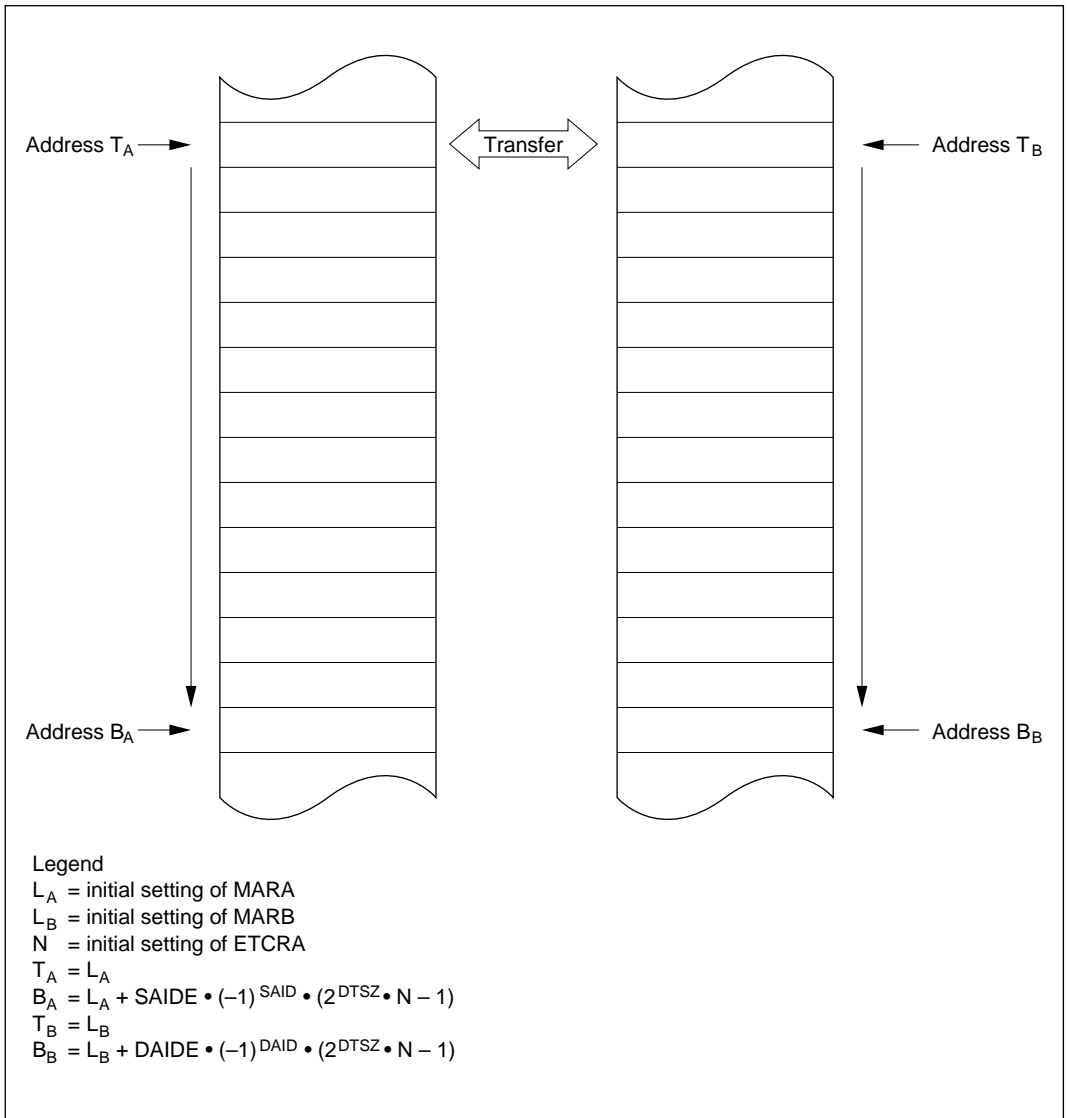 Address T_A
Transfer
Address T_B
Address B_A
Address B_B
Legend
L_A = initial setting of MARA
L_B = initial setting of MARB
N = initial setting of ETCRA
T_A = L_A
B_A = L_A + SAIDE • (–1)^SAID • (2^DTSZ • N – 1)
T_B = L_B
B_B = L_B + DAIDE • (–1)^DAID • (2^DTSZ • N – 1)